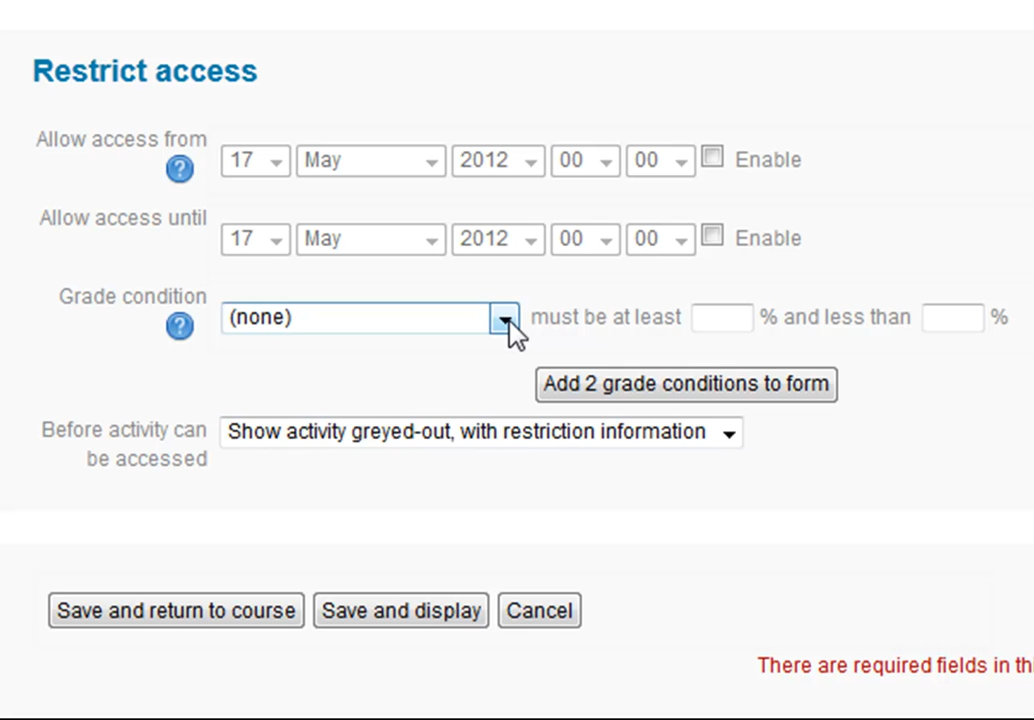 Restrict access
Allow access from
?
17 May 2012 00 00 Enable
Allow access until
17 May 2012 00 00 Enable
Grade condition
?
(none) must be at least % and less than %
Add 2 grade conditions to form
Before activity can
be accessed
Show activity greyed-out, with restriction information
Save and return to course Save and display Cancel
There are required fields in